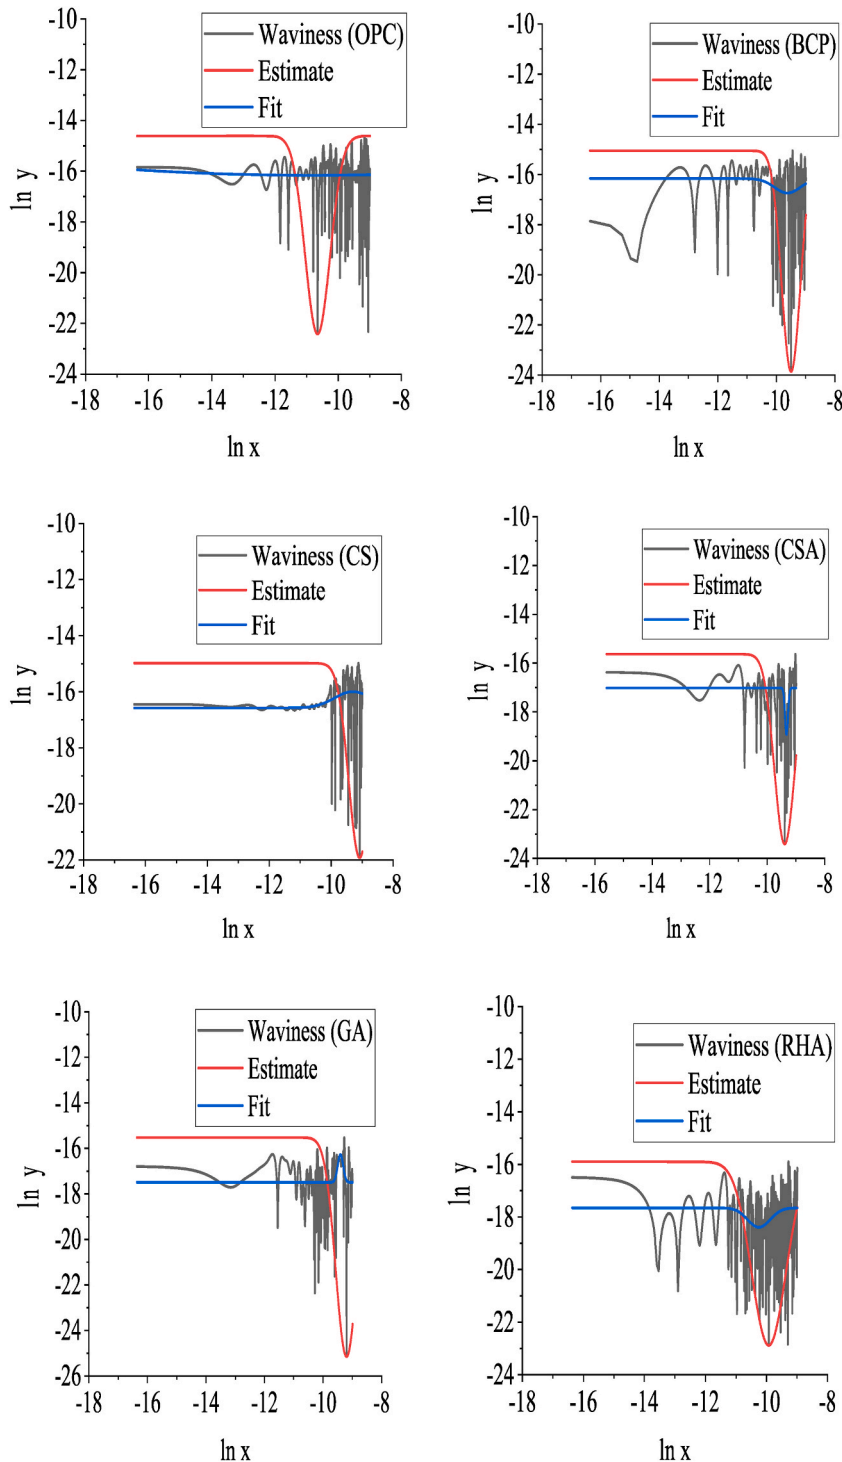 -10
-12
-14
-16
-18
-20
-22
-24
ln y
Waviness (OPC)
Estimate
Fit
-18 -16 -14 -12 -10 -8
ln x
-10
-12
-14
-16
-18
-20
-22
-24
ln y
Waviness (BCP)
Estimate
Fit
-18 -16 -14 -12 -10 -8
ln x
-10
-12
-14
-16
-18
-20
-22
ln y
Waviness (CS)
Estimate
Fit
-18 -16 -14 -12 -10 -8
ln x
-10
-12
-14
-16
-18
-20
-22
-24
ln y
Waviness (CSA)
Estimate
Fit
-18 -16 -14 -12 -10 -8
ln x
-10
-12
-14
-16
-18
-20
-22
-24
-26
ln y
Waviness (GA)
Estimate
Fit
-18 -16 -14 -12 -10 -8
ln x
-10
-12
-14
-16
-18
-20
-22
-24
ln y
Waviness (RHA)
Estimate
Fit
-18 -16 -14 -12 -10 -8
ln x